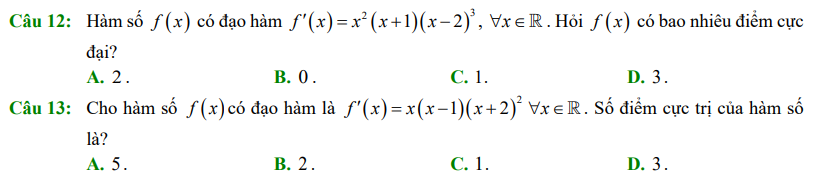 Câu 12: Hàm số f(x) có đạo hàm f′(x) = x²(x+1)(x−2)³, ∀x∈ℝ. Hỏi f(x) có bao nhiêu điểm cực
đại?
A. 2. B. 0. C. 1. D. 3.
Câu 13: Cho hàm số f(x) có đạo hàm là f′(x) = x(x−1)(x+2)² ∀x∈ℝ. Số điểm cực trị của hàm số
là?
A. 5. B. 2. C. 1. D. 3.